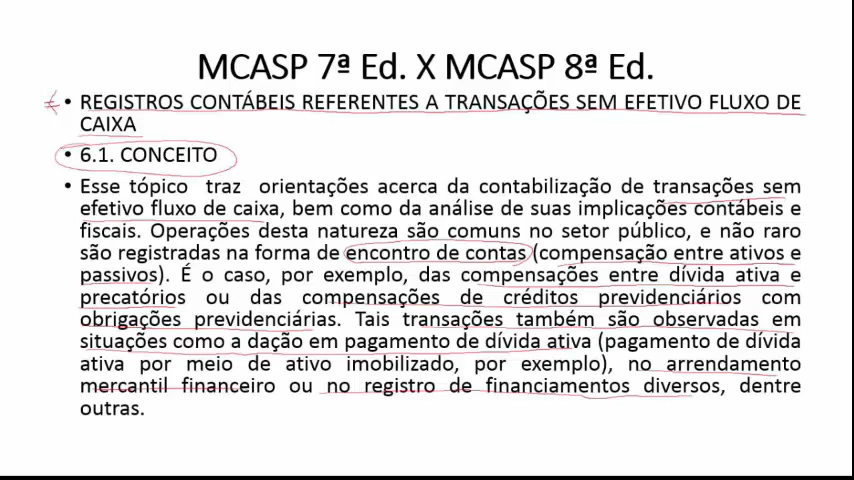 MCASP 7ª Ed. X MCASP 8ª Ed.
• REGISTROS CONTÁBEIS REFERENTES A TRANSAÇÕES SEM EFETIVO FLUXO DE
CAIXA
• 6.1. CONCEITO
• Esse tópico traz orientações acerca da contabilização de transações sem
efetivo fluxo de caixa, bem como da análise de suas implicações contábeis e
fiscais. Operações desta natureza são comuns no setor público, e não raro
são registradas na forma de encontro de contas (compensação entre ativos e
passivos). É o caso, por exemplo, das compensações entre dívida ativa e
precatórios ou das compensações de créditos previdenciários com
obrigações previdenciárias. Tais transações também são observadas em
situações como a dação em pagamento de dívida ativa (pagamento de dívida
ativa por meio de ativo imobilizado, por exemplo), no arrendamento
mercantil financeiro ou no registro de financiamentos diversos, dentre
outras.